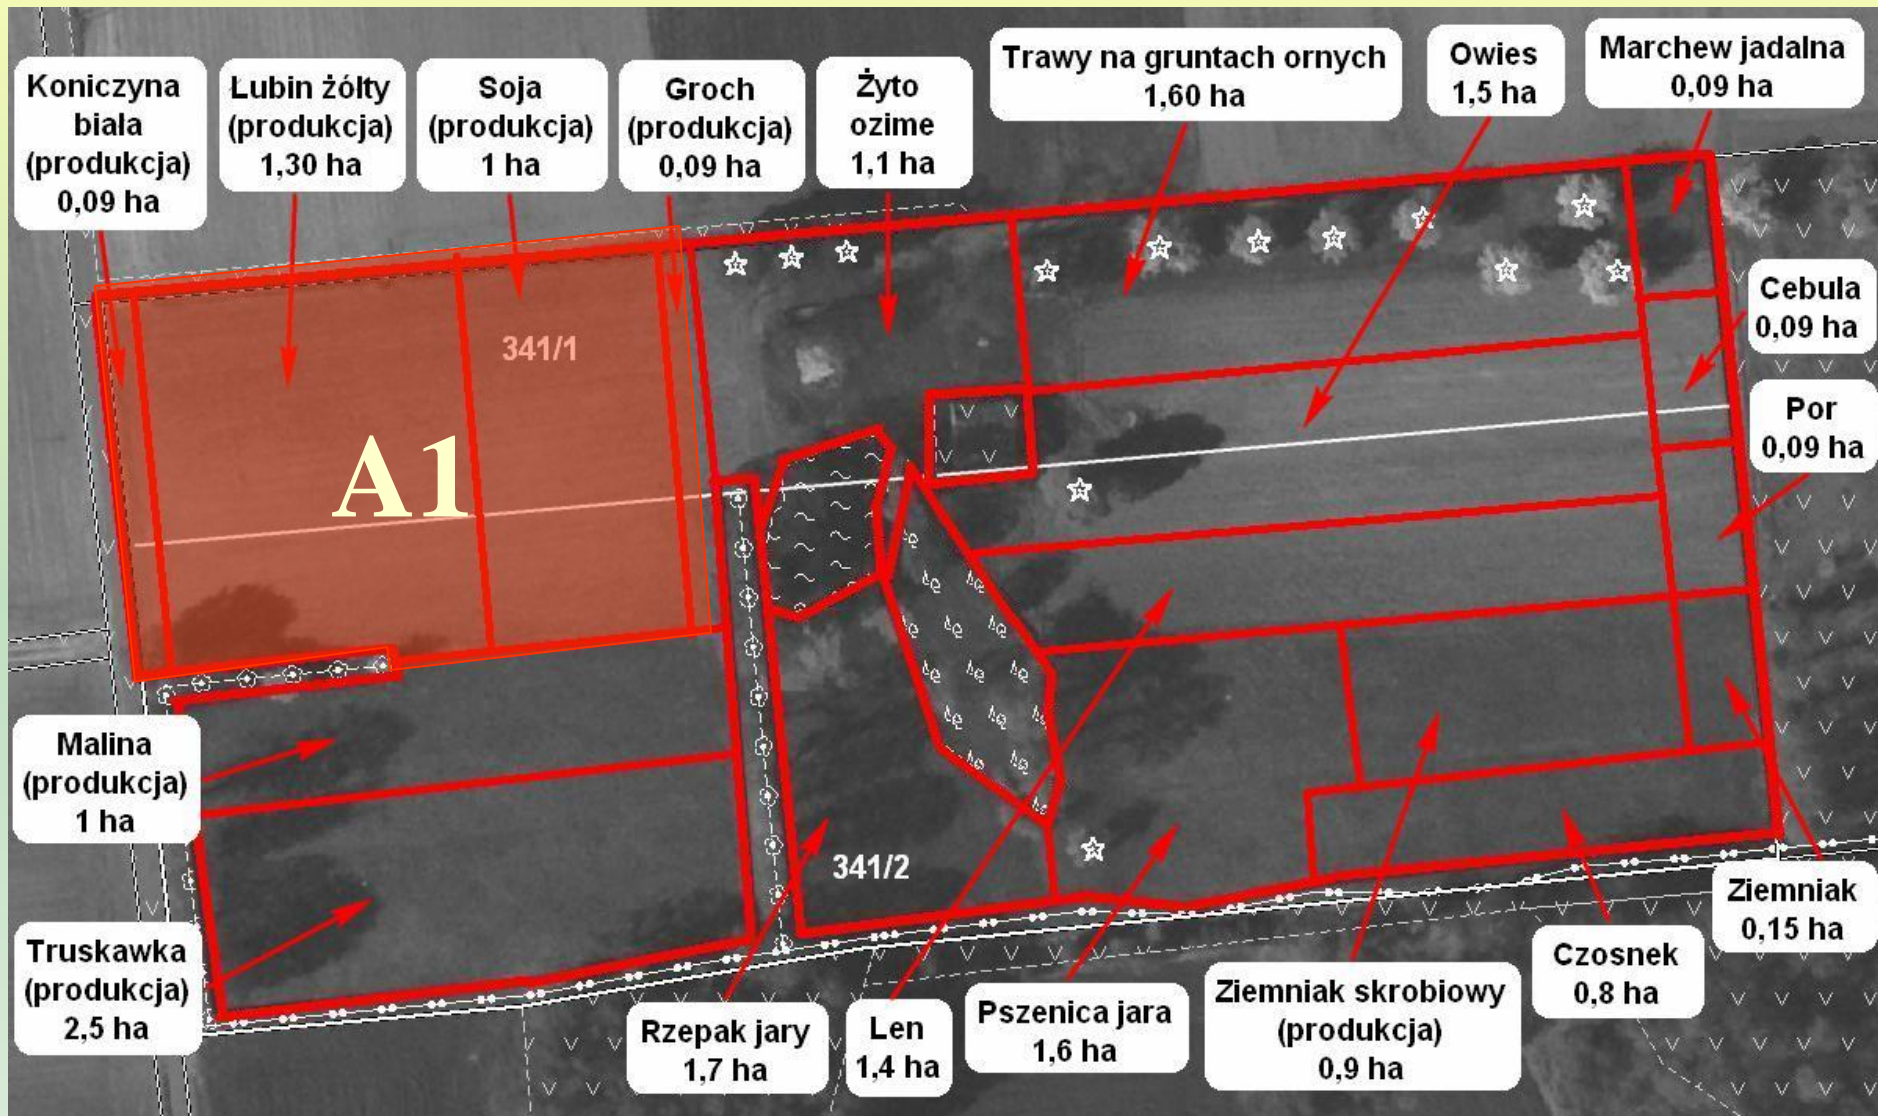 Koniczyna
biała
(produkcja)
0,09 ha
Łubin żółty
(produkcja)
1,30 ha
Soja
(produkcja)
1 ha
Groch
(produkcja)
0,09 ha
Żyto
ozime
1,1 ha
Trawy na gruntach ornych
1,60 ha
Owies
1,5 ha
Marchew jadalna
0,09 ha
Cebula
0,09 ha
Por
0,09 ha
341/1
A1
Malina
(produkcja)
1 ha
341/2
Truskawka
(produkcja)
2,5 ha
Rzepak jary
1,7 ha
Len
1,4 ha
Pszenica jara
1,6 ha
Ziemniak skrobiowy
(produkcja)
0,9 ha
Czosnek
0,8 ha
Ziemniak
0,15 ha